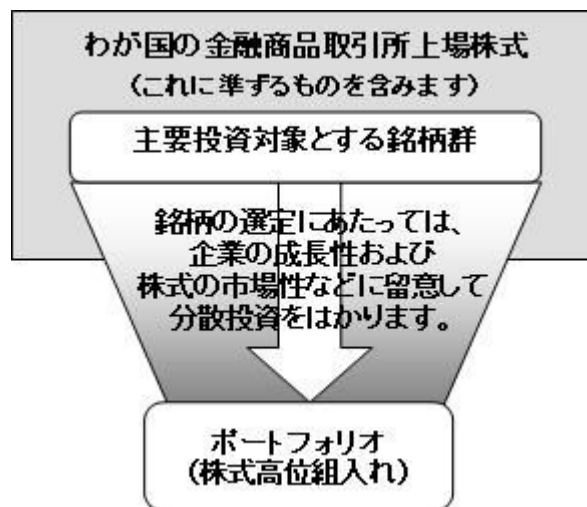 わが国の金融商品取引所上場株式
(これに準ずるものを含みます)
主要投資対象とする銘柄群
銘柄の選定にあたっては、
企業の成長性および
株式の市場性などに留意して
分散投資をはかります。
ポートフォリオ
(株式高位組入れ)